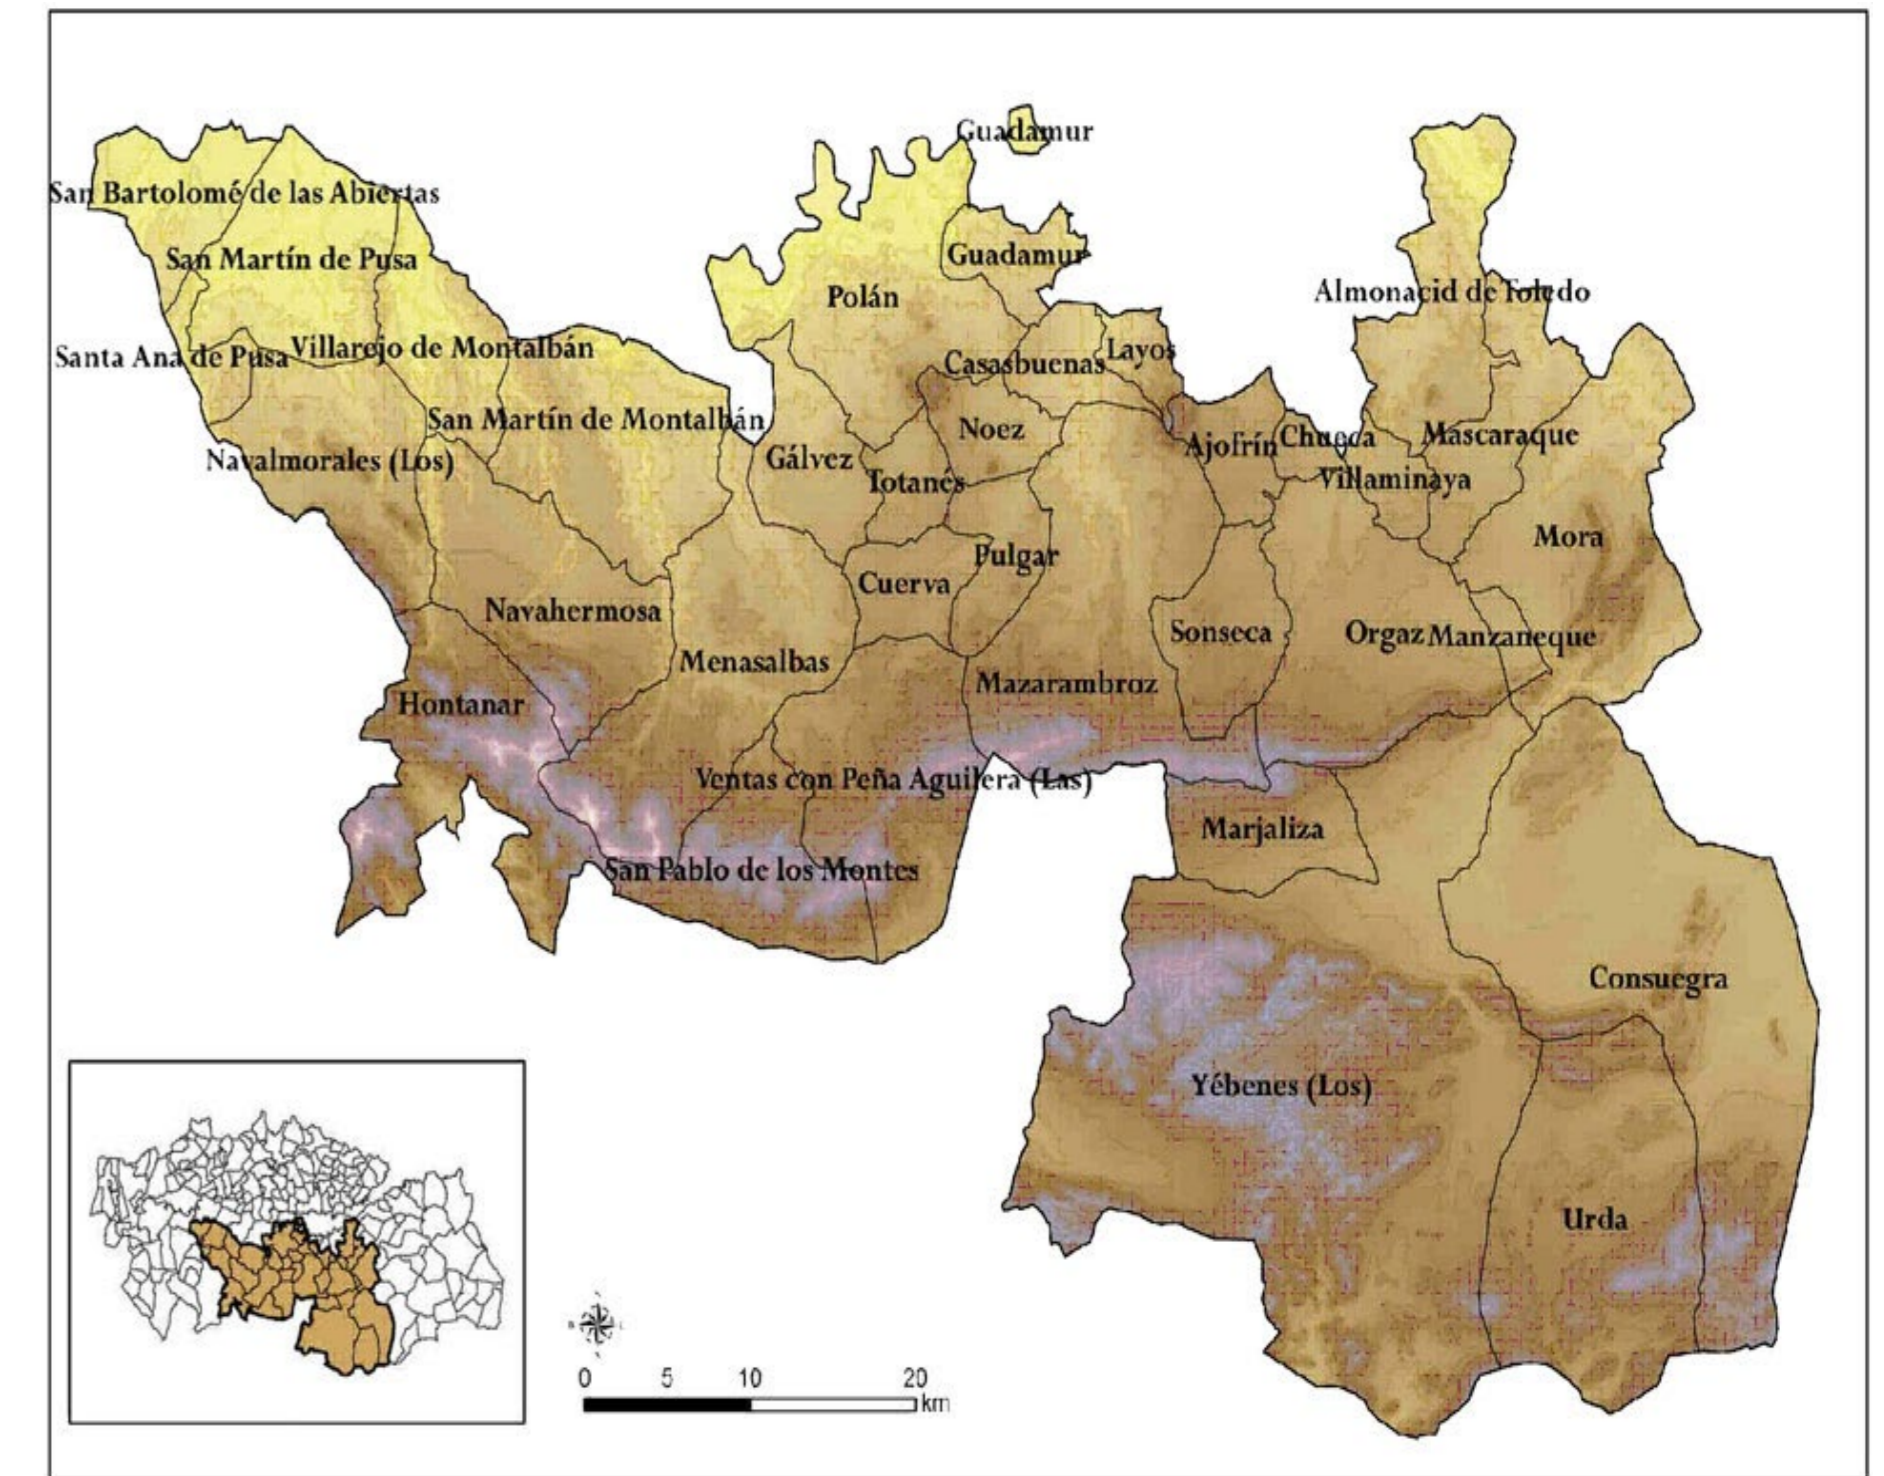 Guadamur
San Bartolomé de las Abiertas
San Martín de Pusa
Guadamur
Polán
Almonacid de Toledo
Santa Ana de Pusa
Villarejo de Montalbán
Casasbuenas
Layos
San Martín de Montalbán
Noez
Ajofrín
Chueca
Mascaraque
Navalmorales (Los)
Gálvez
Totanés
Villaminaya
Mora
Pulgar
Cuerva
Navahermosa
Sonseca
Orgaz
Manzaneque
Menasalbas
Mazarambroz
Hontanar
Ventas con Peña Aguilera (Las)
Marjaliza
San Pablo de los Montes
Consuegra
Yébenes (Los)
Urda
0 5 10 20
km